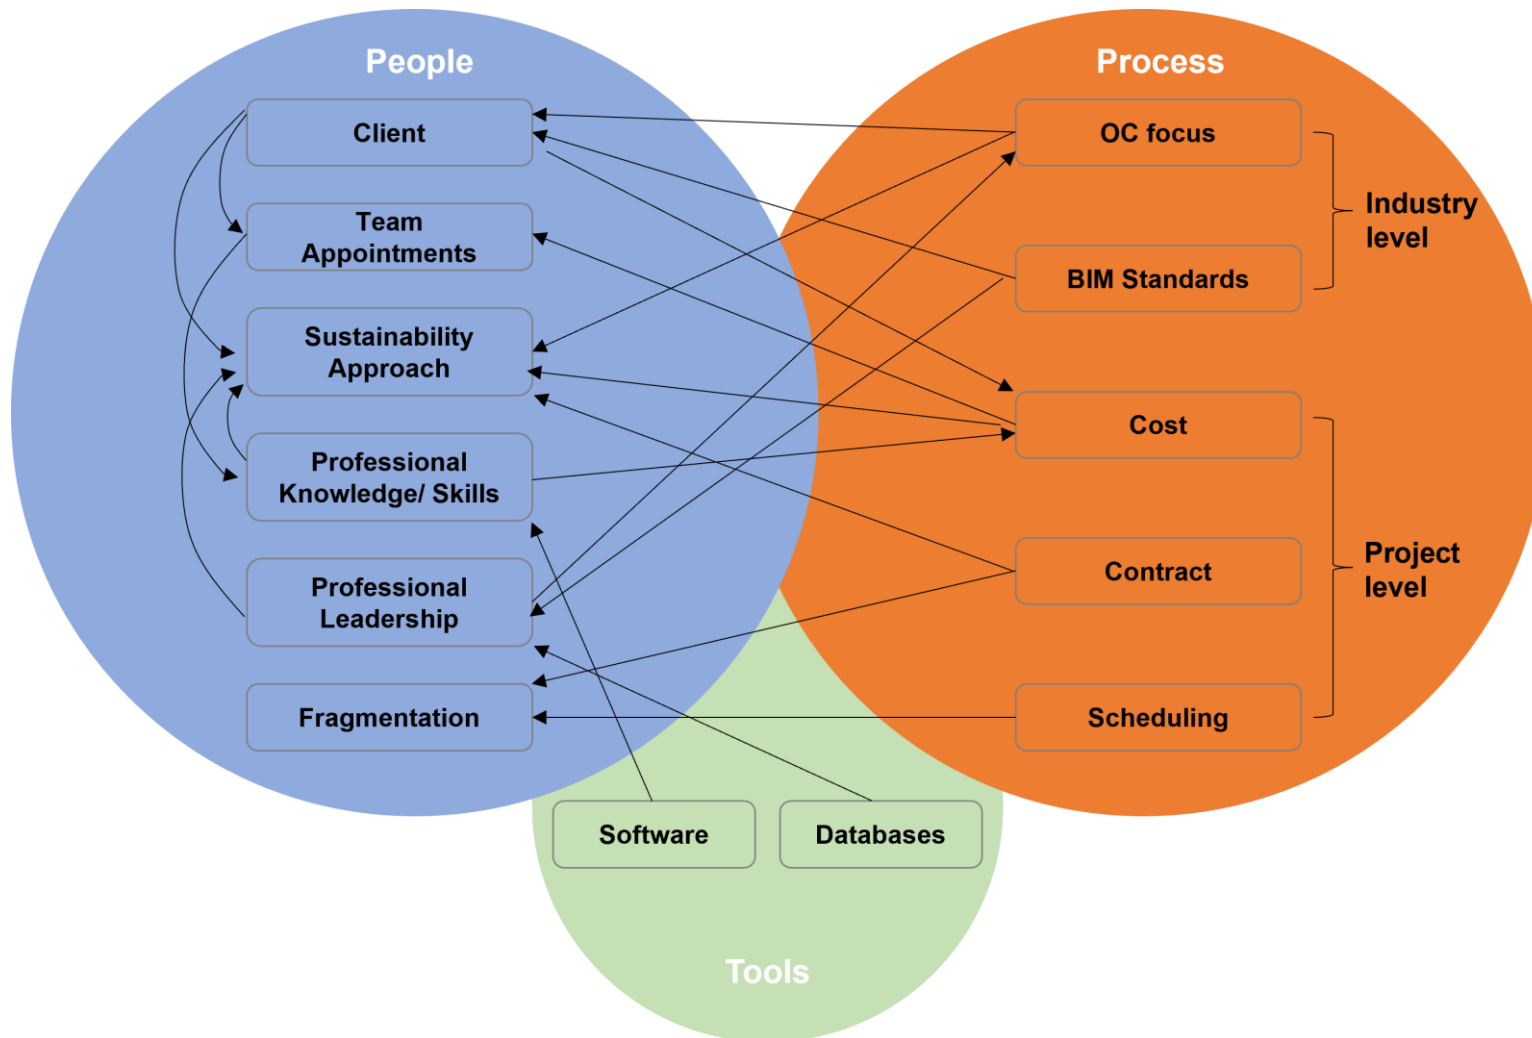 People
Client
Team
Appointments
Sustainability
Approach
Professional
Knowledge/ Skills
Professional
Leadership
Fragmentation
Process
OC focus
BIM Standards
Industry
level
Cost
Contract
Scheduling
Project
level
Software
Databases
Tools